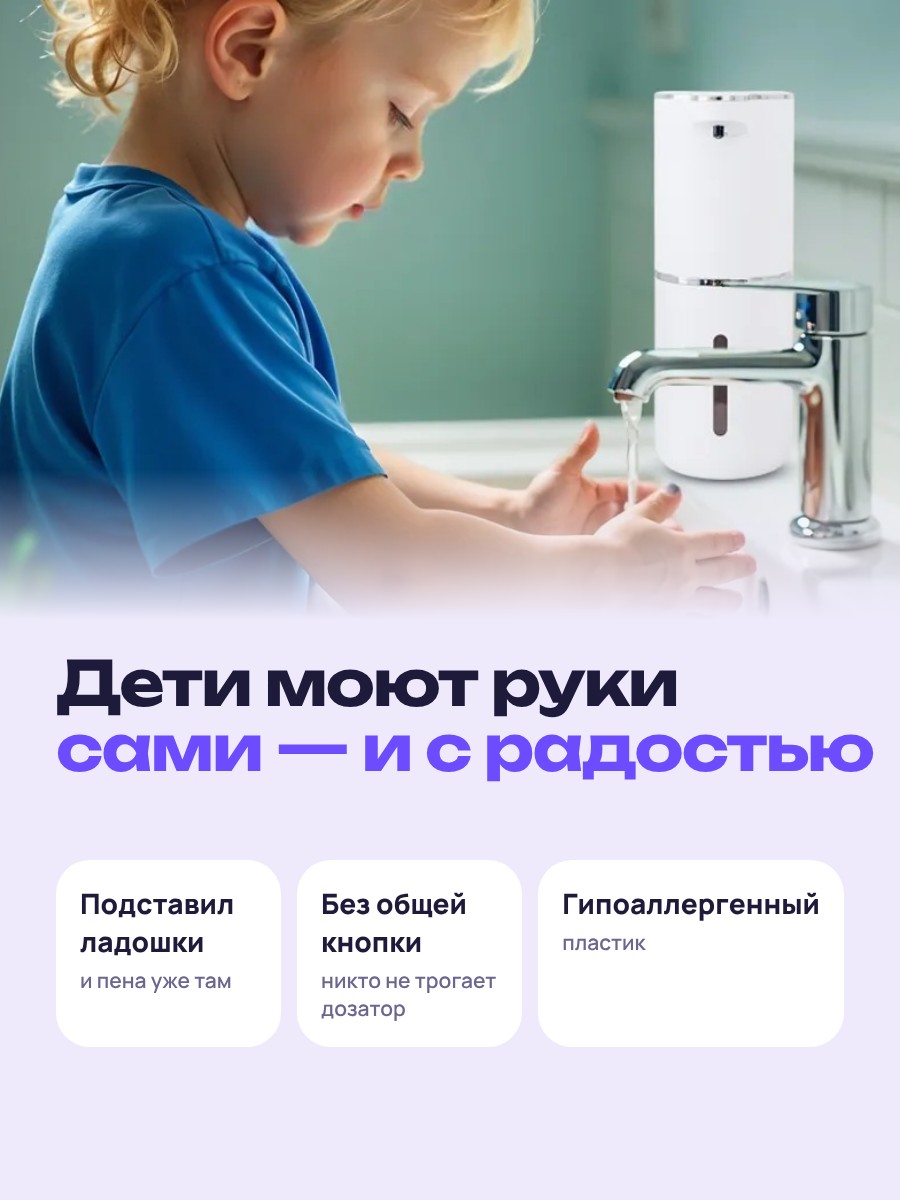 Дети моют руки
сами — и с радостью
Подставил
ладошки
и пена уже там
Без общей
кнопки
никто не трогает
дозатор
Гипоаллергенный
пластик